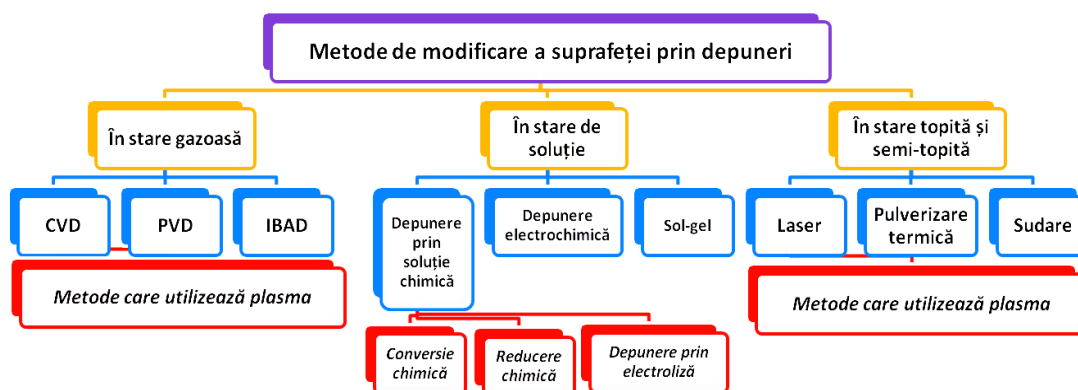 Metode de modificare a suprafeței prin depuneri
În stare gazoasă
În stare de
soluție
În stare topită și
semi-topită
CVD
PVD
IBAD
Depunere
prin
soluție
chimică
Depunere
electrochimică
Sol-gel
Laser
Pulverizare
termică
Sudare
Metode care utilizează plasma
Metode care utilizează plasma
Conversie
chimică
Reducere
chimică
Depunere prin
electroliză